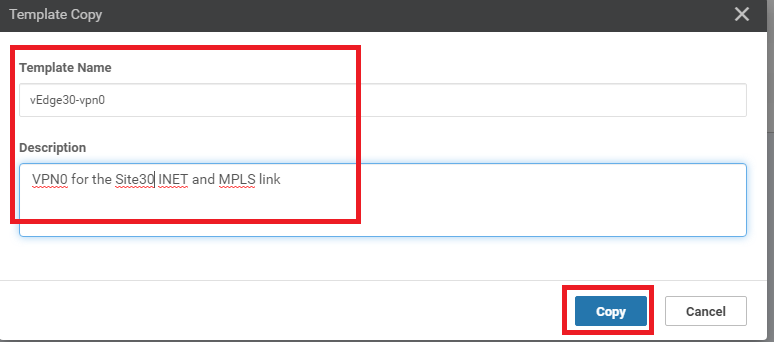 Template Copy
Template Name
vEdge30-vpn0
Description
VPN0 for the Site30 INET and MPLS link
Copy Cancel